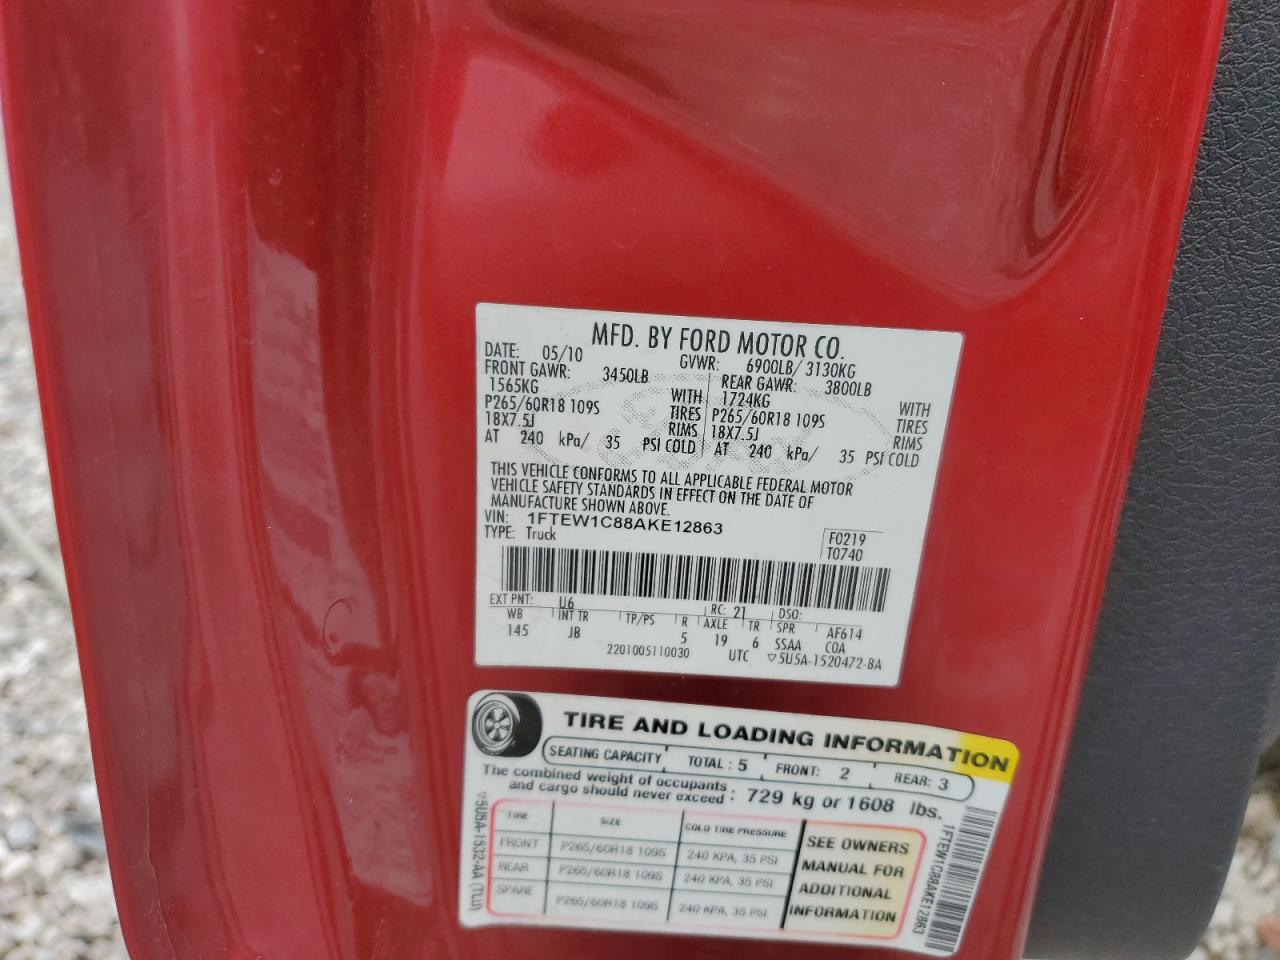 MFD. BY FORD MOTOR CO.
DATE: 05/10 GVWR: 6900LB/ 3130KG
FRONT GAWR: 3450LB REAR GAWR: 3800LB
1565KG WITH 1724KG WITH
P265/60R18 109S TIRES P265/60R18 109S TIRES
18X7.5J RIMS 18X7.5J RIMS
AT 240 kPa/ 35 PSI COLD AT 240 kPa/ 35 PSI COLD
THIS VEHICLE CONFORMS TO ALL APPLICABLE FEDERAL MOTOR
VEHICLE SAFETY STANDARDS IN EFFECT ON THE DATE OF
MANUFACTURE SHOWN ABOVE.
VIN: 1FTEW1C88AKE12863
TYPE: Truck
F0219
T0740
EXT PNT: U6 RC: 21 DSO:
WB INT TR TP/PS R AXLE TR SPR AF614
145 JB 5 19 6 SSAA COA
2201005110030 UTC ▽5U5A-1520472-BA
TIRE AND LOADING INFORMATION
SEATING CAPACITY TOTAL : 5 FRONT: 2 REAR: 3
The combined weight of occupants
and cargo should never exceed : 729 kg or 1608 lbs.
TIRE SIZE COLD TIRE PRESSURE
FRONT P265/60R18 109S 240 KPA, 35 PSI
REAR P265/60R18 109S 240 KPA, 35 PSI
SPARE P265/60R18 109S 240 KPA, 35 PSI
SEE OWNERS
MANUAL FOR
ADDITIONAL
INFORMATION
▽5U5A-1532-AA (TLU)
1FTEW1C88AKE12863